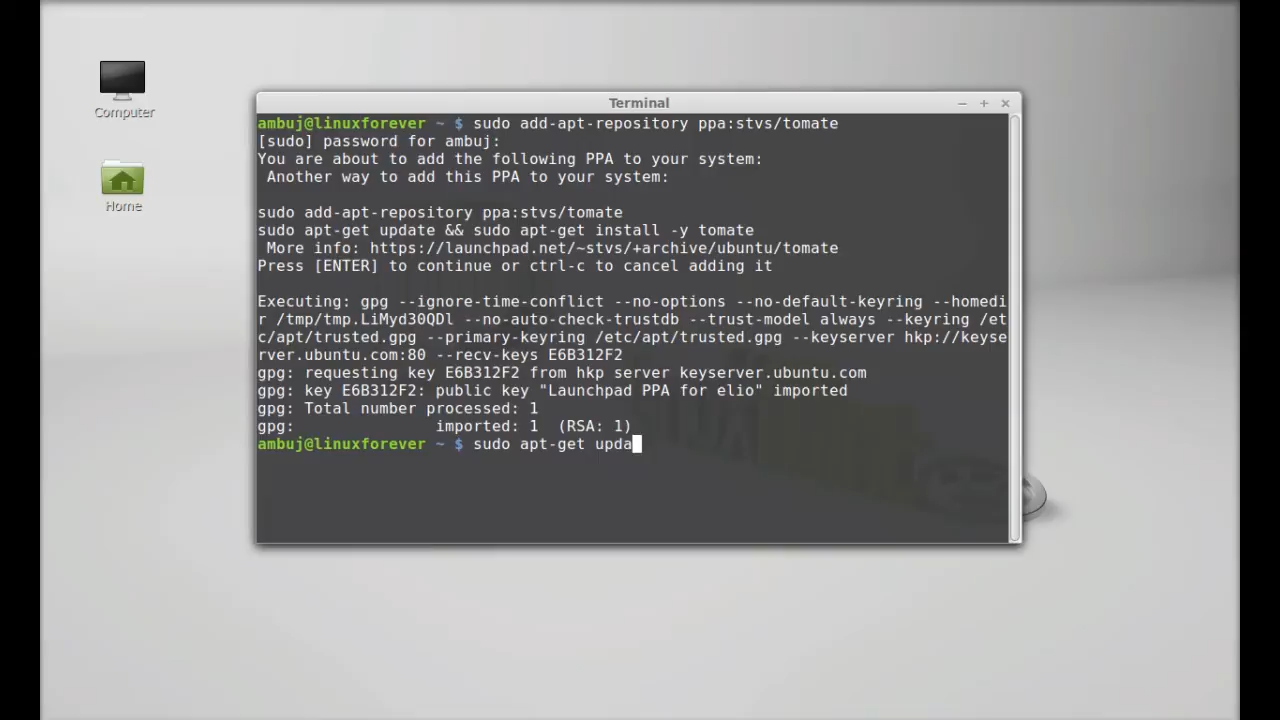 Computer
Home
Terminal
ambuj@linuxforever ~ $ sudo add-apt-repository ppa:stvs/tomate
[sudo] password for ambuj:
You are about to add the following PPA to your system:
 Another way to add this PPA to your system:

sudo add-apt-repository ppa:stvs/tomate
sudo apt-get update && sudo apt-get install -y tomate
 More info: https://launchpad.net/~stvs/+archive/ubuntu/tomate
Press [ENTER] to continue or ctrl-c to cancel adding it

Executing: gpg --ignore-time-conflict --no-options --no-default-keyring --homedi
r /tmp/tmp.LiMyd30QDl --no-auto-check-trustdb --trust-model always --keyring /et
c/apt/trusted.gpg --primary-keyring /etc/apt/trusted.gpg --keyserver hkp://keyse
rver.ubuntu.com:80 --recv-keys E6B312F2
gpg: requesting key E6B312F2 from hkp server keyserver.ubuntu.com
gpg: key E6B312F2: public key "Launchpad PPA for elio" imported
gpg: Total number processed: 1
gpg:               imported: 1  (RSA: 1)
ambuj@linuxforever ~ $ sudo apt-get upda